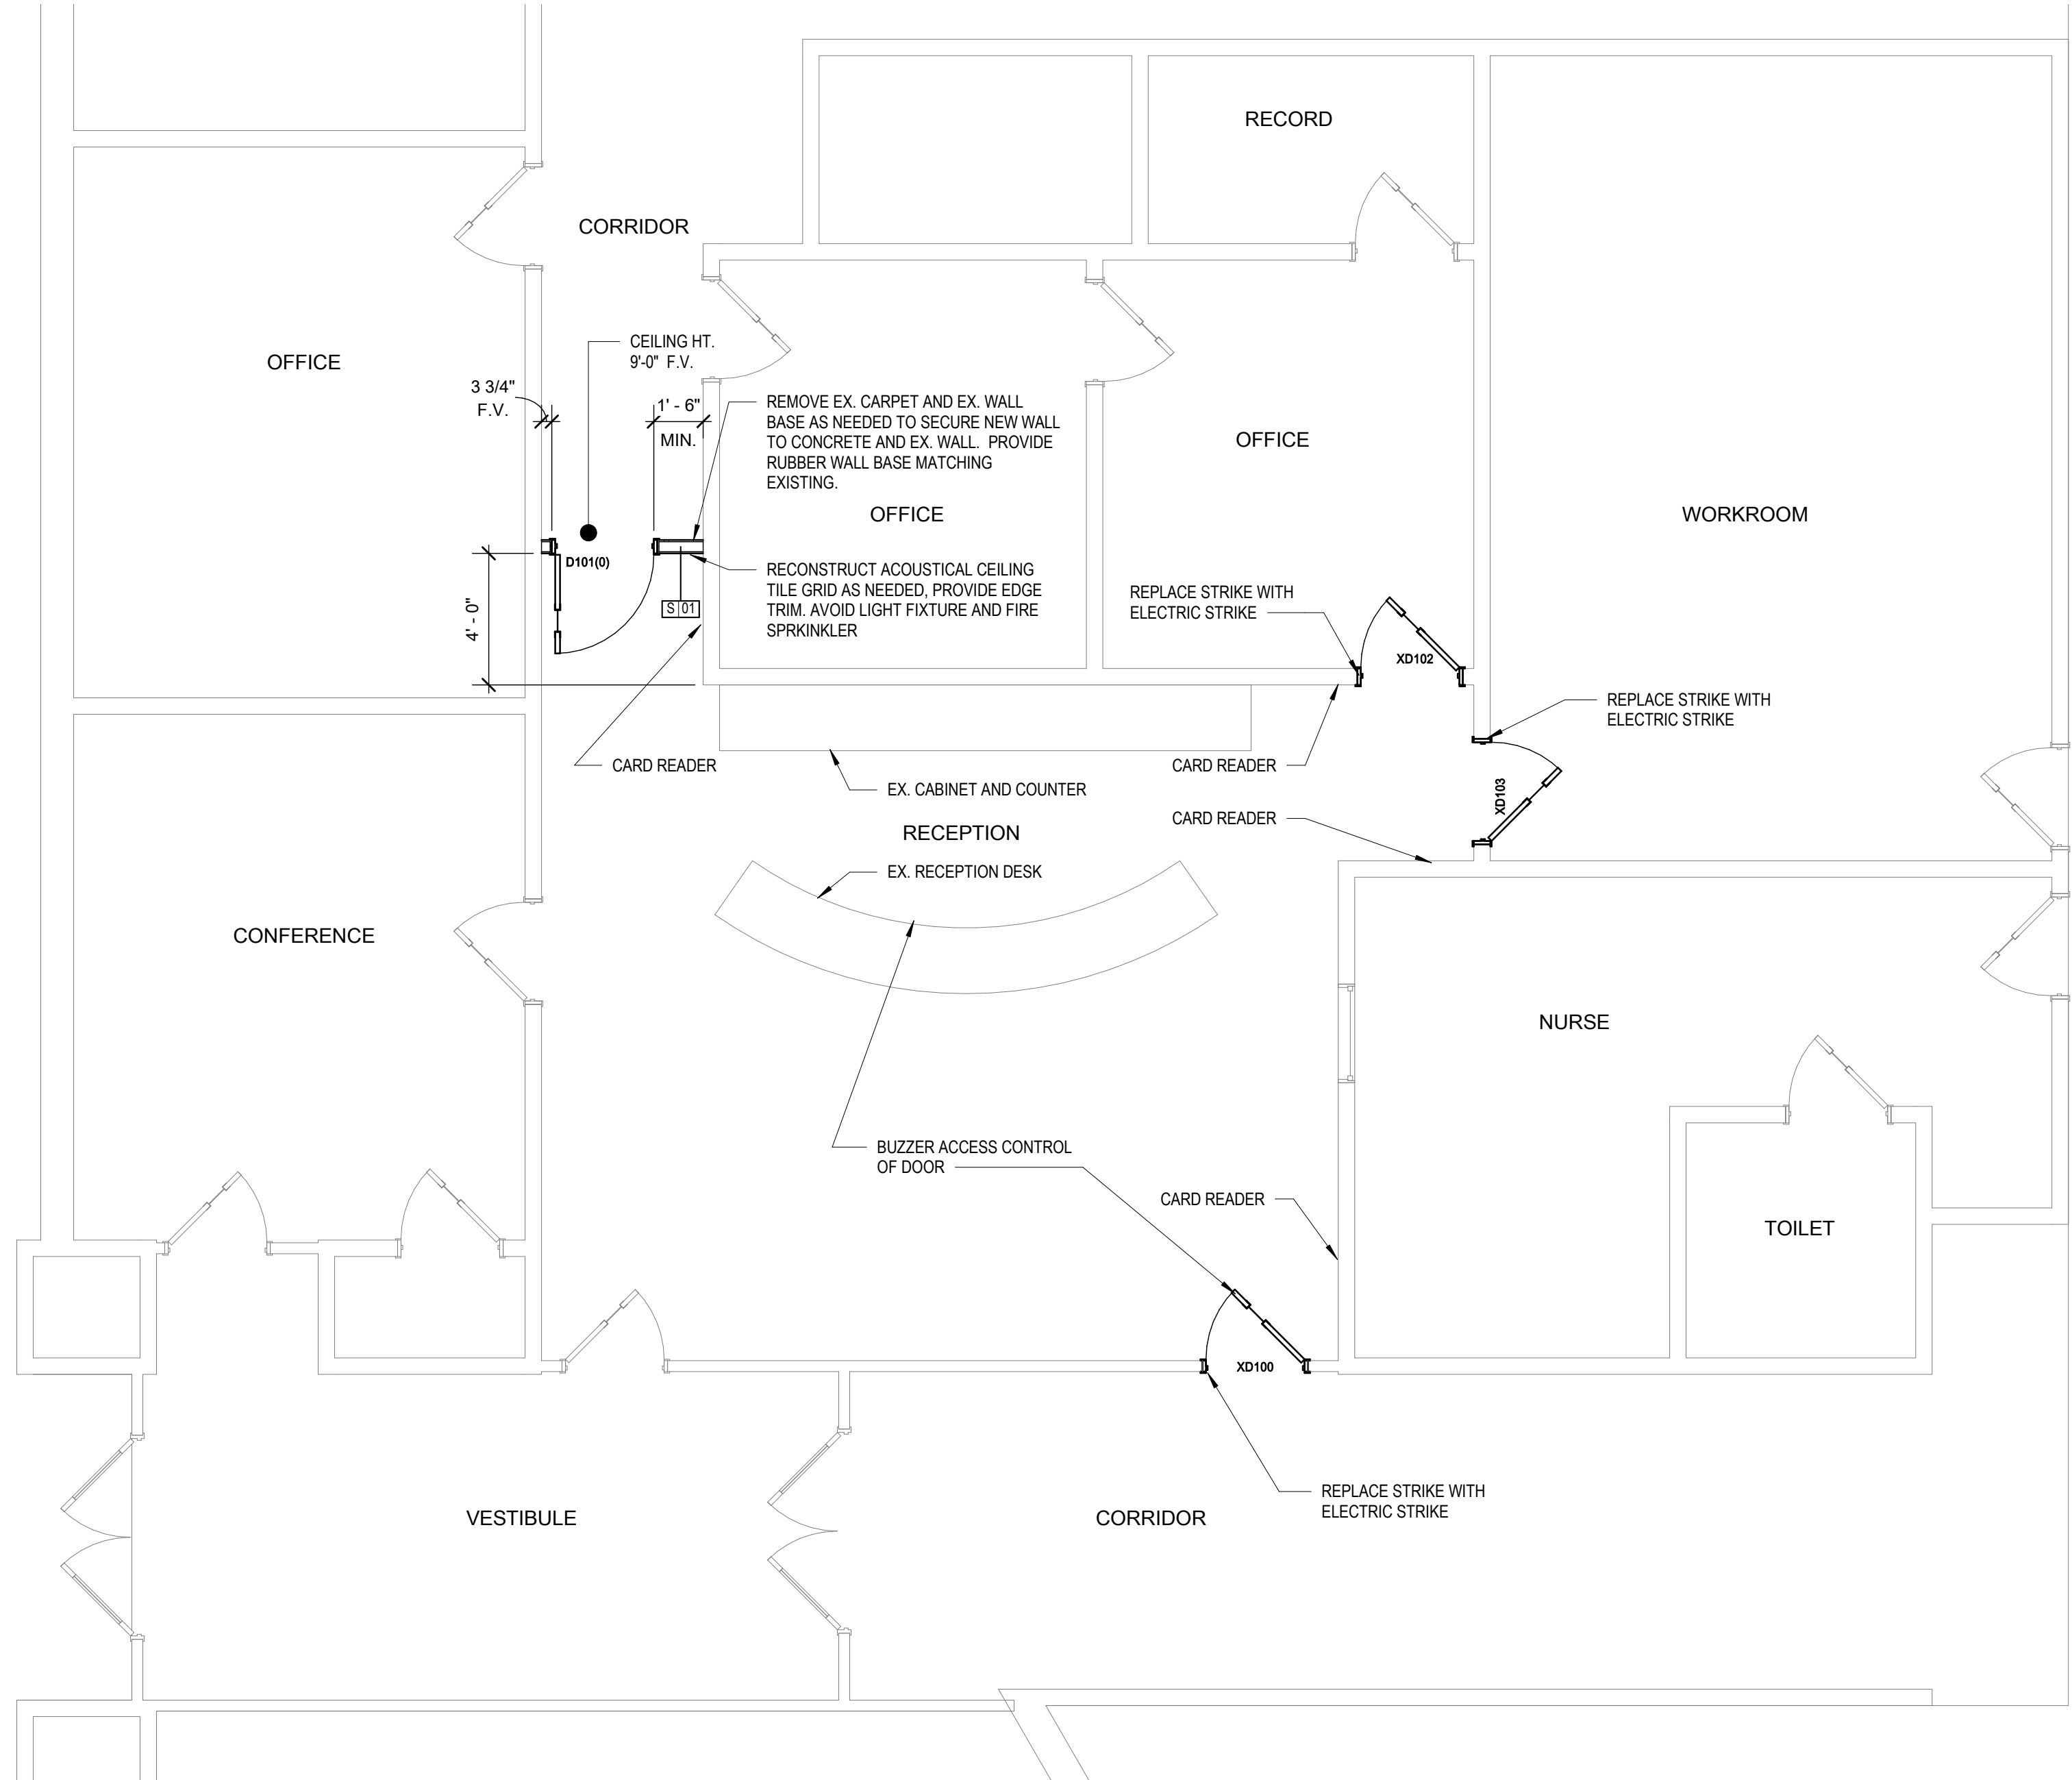 RECORD
CORRIDOR
OFFICE
CEILING HT.
9'-0" F.V.
3 3/4"
F.V.
1' - 6"
MIN.
REMOVE EX. CARPET AND EX. WALL
BASE AS NEEDED TO SECURE NEW WALL
TO CONCRETE AND EX. WALL. PROVIDE
RUBBER WALL BASE MATCHING
EXISTING.
OFFICE
OFFICE
WORKROOM
D101(0)
RECONSTRUCT ACOUSTICAL CEILING
TILE GRID AS NEEDED, PROVIDE EDGE
TRIM. AVOID LIGHT FIXTURE AND FIRE
SPRKINKLER
S 01
4' - 0"
REPLACE STRIKE WITH
ELECTRIC STRIKE
XD102
REPLACE STRIKE WITH
ELECTRIC STRIKE
CARD READER
CARD READER
EX. CABINET AND COUNTER
XD103
CARD READER
RECEPTION
EX. RECEPTION DESK
CONFERENCE
NURSE
BUZZER ACCESS CONTROL
OF DOOR
CARD READER
TOILET
XD100
REPLACE STRIKE WITH
ELECTRIC STRIKE
VESTIBULE
CORRIDOR